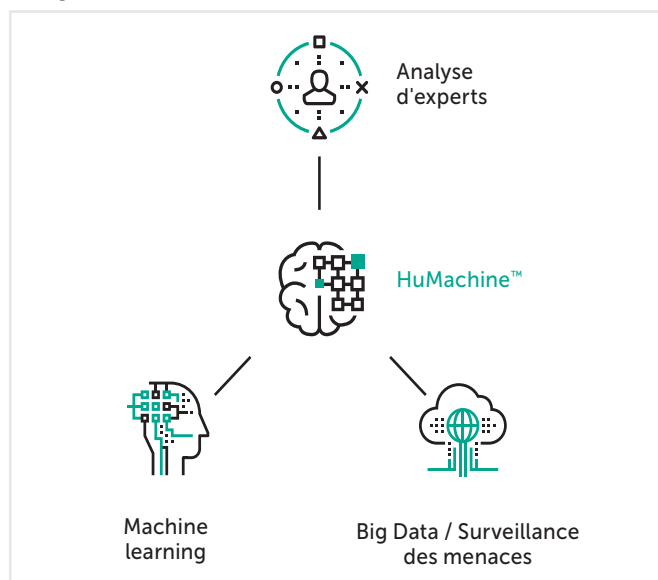 Analyse
d'experts
HuMachine™
Machine
learning
Big Data / Surveillance
des menaces